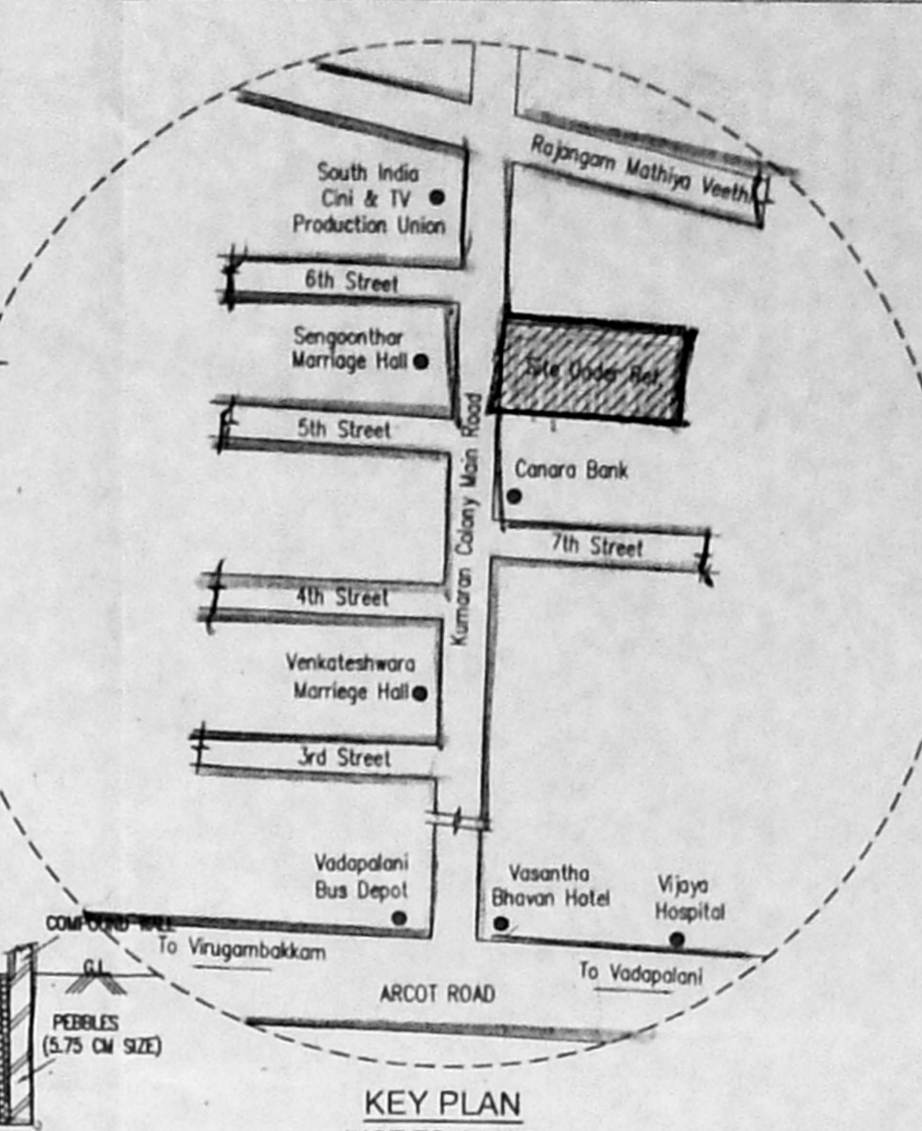 Rajangam Mathiya Veethi
South India
Cini & TV
Production Union
6th Street
Sengoonthar
Marriage Hall
Site Under Ref.
5th Street
Kumaran Colony Main Road
Canara Bank
7th Street
4th Street
Venkateshwara
Marriege Hall
3rd Street
Vadapalani
Bus Depot
Vasantha
Bhavan Hotel
Vijaya
Hospital
COMPOUND WALL
To Virugambakkam
To Vadapalani
G.L
ARCOT ROAD
PEBBLES
(5.75 CM SIZE)
KEY PLAN